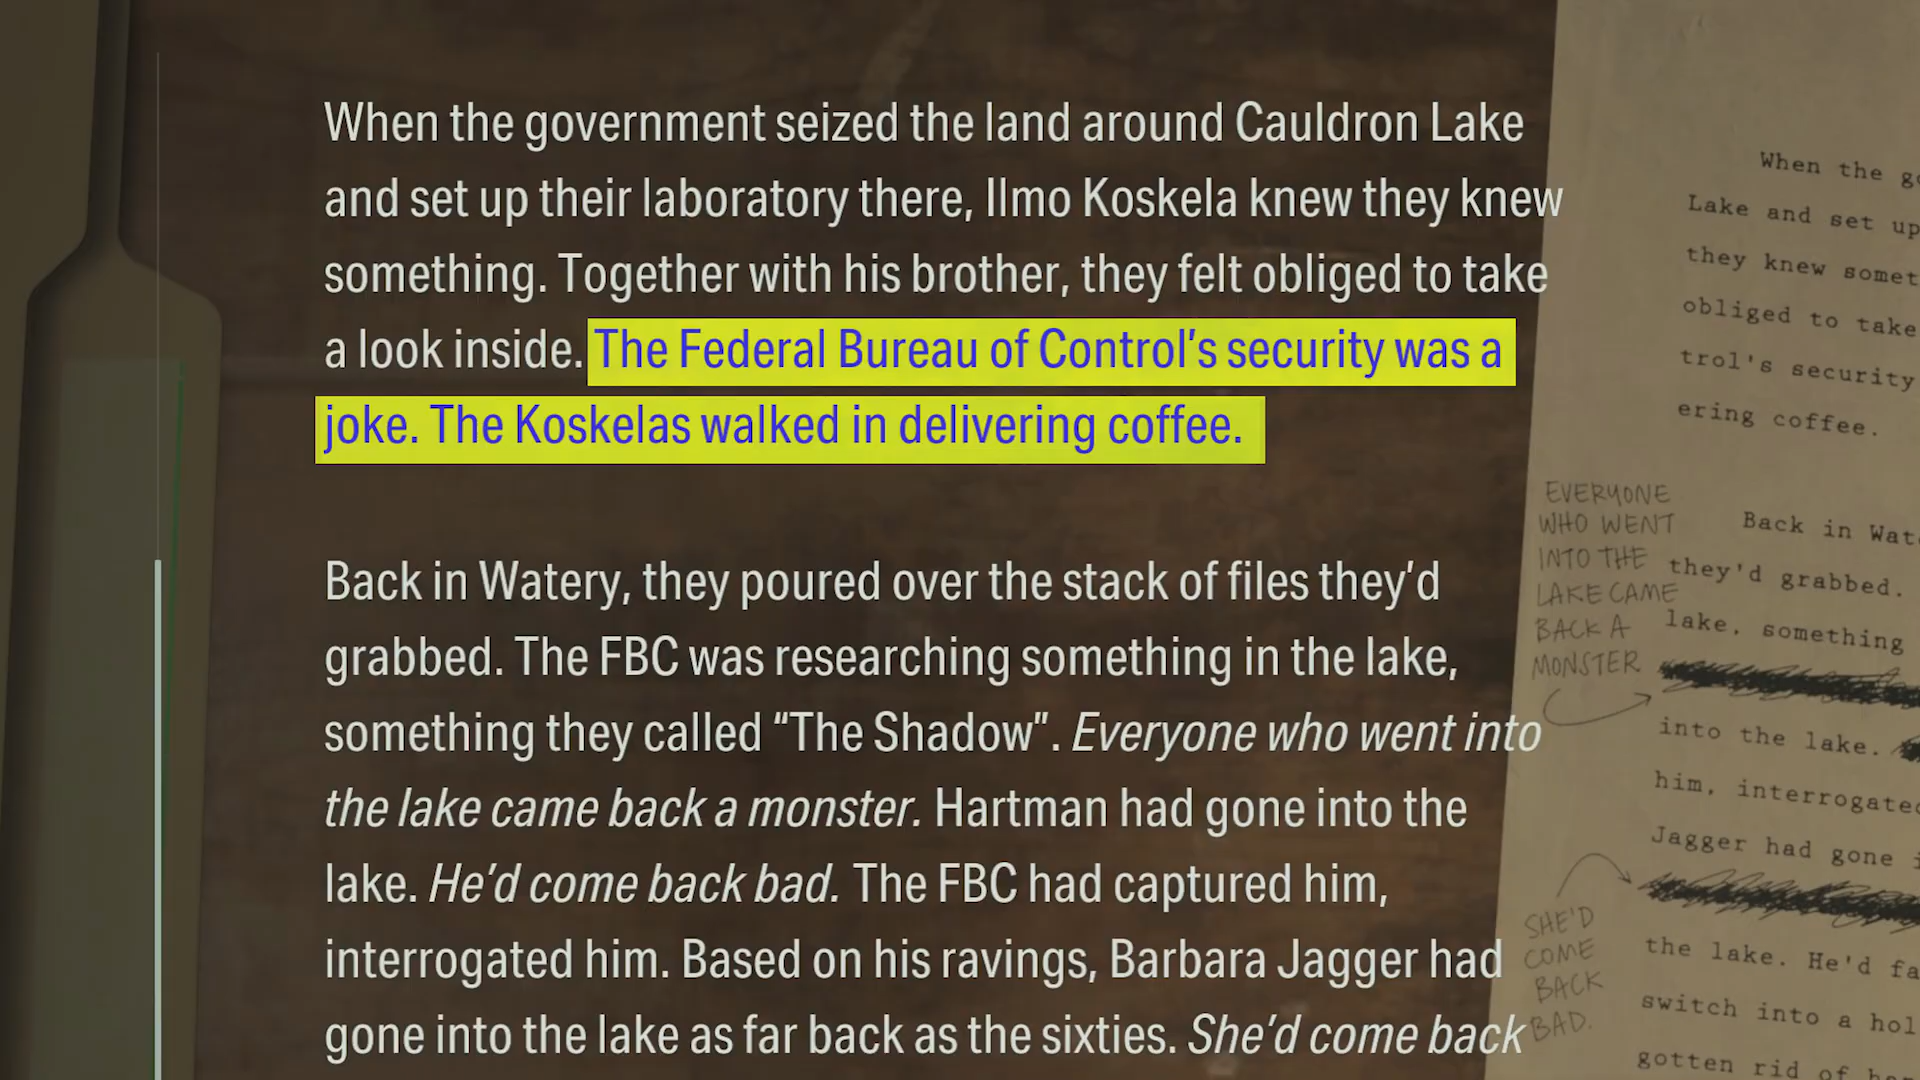 When the government seized the land around Cauldron Lake
and set up their laboratory there, Ilmo Koskela knew they knew
something. Together with his brother, they felt obliged to take
a look inside. The Federal Bureau of Control's security was a
joke. The Koskelas walked in delivering coffee.
Back in Watery, they poured over the stack of files they'd
grabbed. The FBC was researching something in the lake,
something they called “The Shadow”. Everyone who went into
the lake came back a monster. Hartman had gone into the
lake. He'd come back bad. The FBC had captured him,
interrogated him. Based on his ravings, Barbara Jagger had
gone into the lake as far back as the sixties. She'd come back
When the
Lake and set up
they knew
obliged to take
trol's security
ering coffee.
EVERYONE
WHO WENT
INTO THE
LAKE CAME
BACK A
MONSTER
Back in
they'd grabbed.
lake, something
into the lake.
him, interrogated
Jagger had gone
SHE'D
COME
BACK
BAD.
the lake. He'd
switch into a
gotten rid of